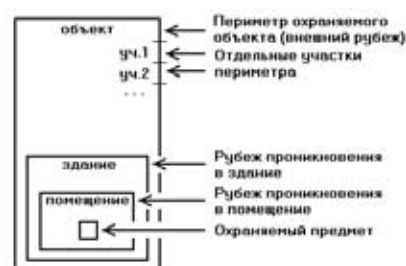 объект
уч.1
уч.2
...
Периметр охраняемого
объекта (внешний рубеж)
Отдельные участки
периметра
здание
Рубеж проникновения
в здание
помещение
Рубеж проникновения
в помещение
Охраняемый предмет